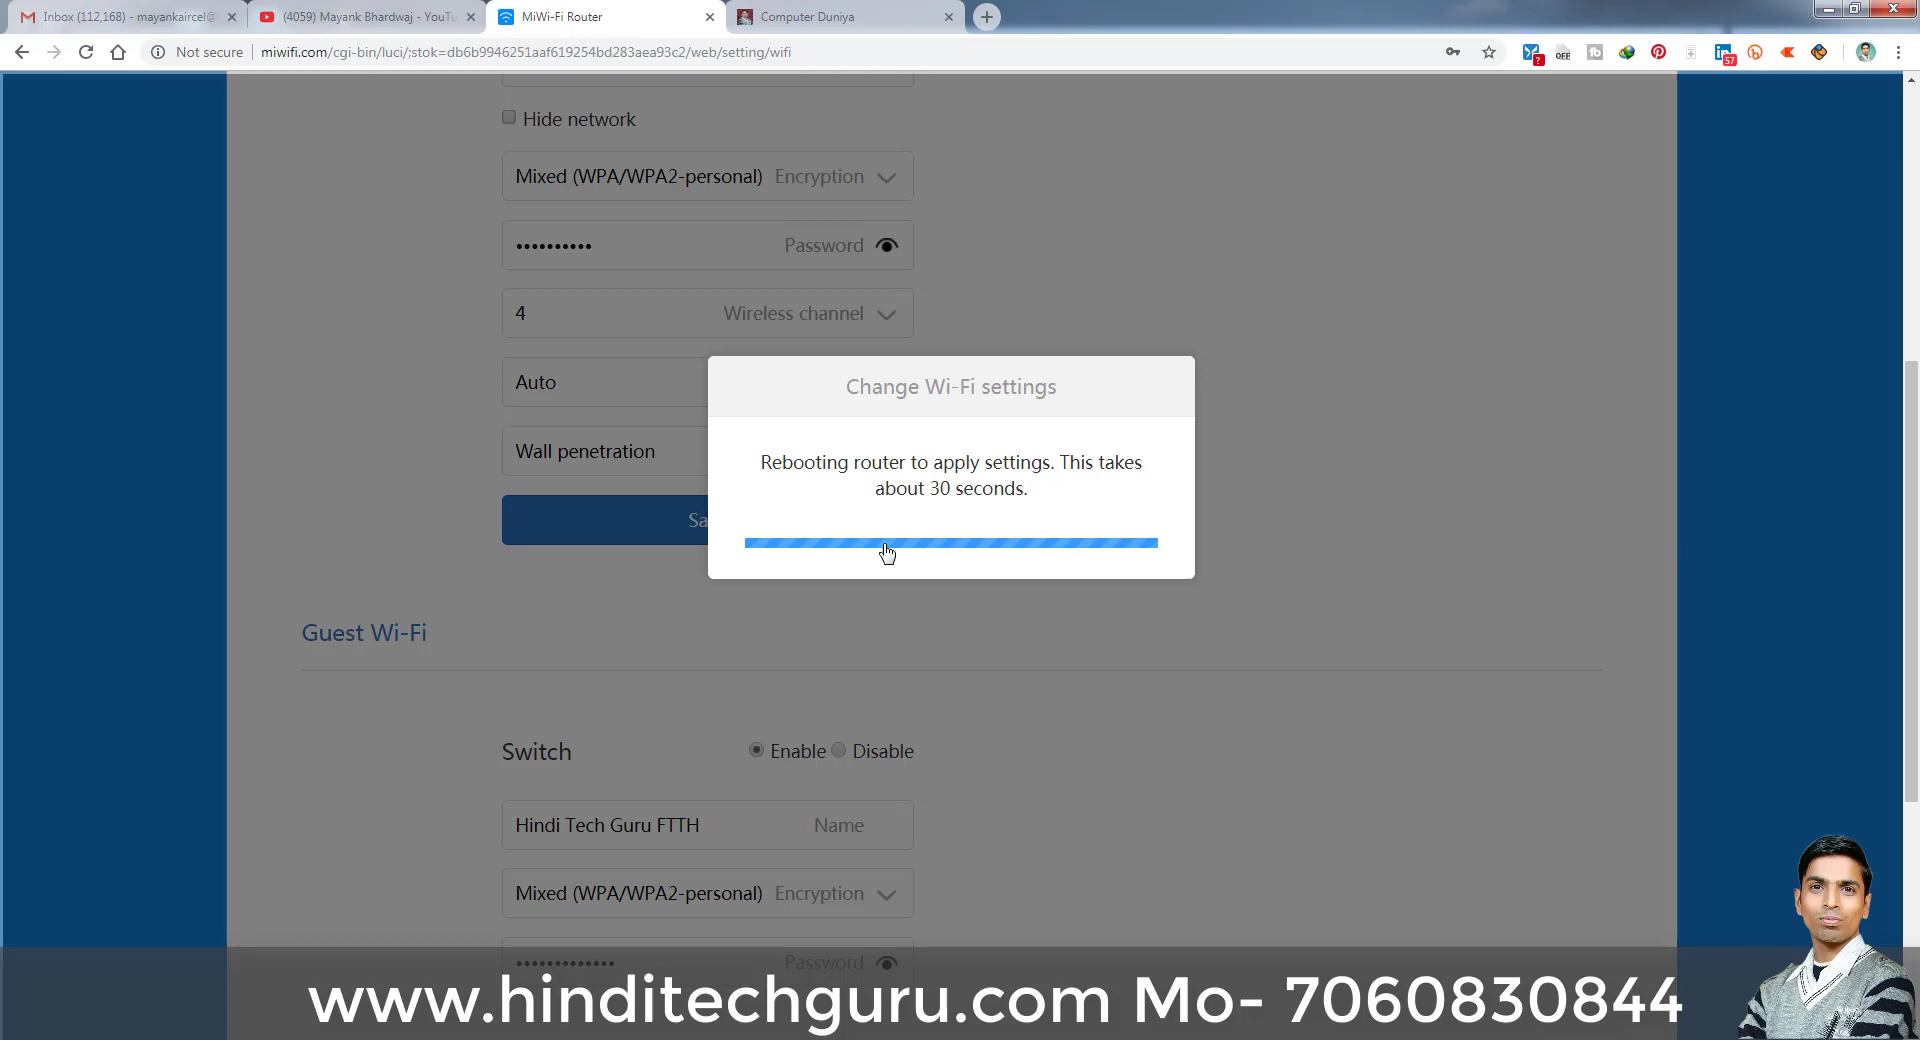 Inbox (112,168) - mayankaircel@
(4059) Mayank Bhardwaj - YouTu
MiWi-Fi Router
Computer Duniya
Not secure
miwifi.com/cgi-bin/luci/;stok=db6b9946251aaf619254bd283aea93c2/web/setting/wifi
?
OFF
57
Hide network
Mixed (WPA/WPA2-personal) Encryption
•••••••••• Password
4 Wireless channel
Auto
Wall penetration
Sa
Change Wi-Fi settings
Rebooting router to apply settings. This takes
about 30 seconds.
Guest Wi-Fi
Switch Enable Disable
Hindi Tech Guru FTTH Name
Mixed (WPA/WPA2-personal) Encryption
••••••••••••• Password
www.hinditechguru.com Mo- 7060830844